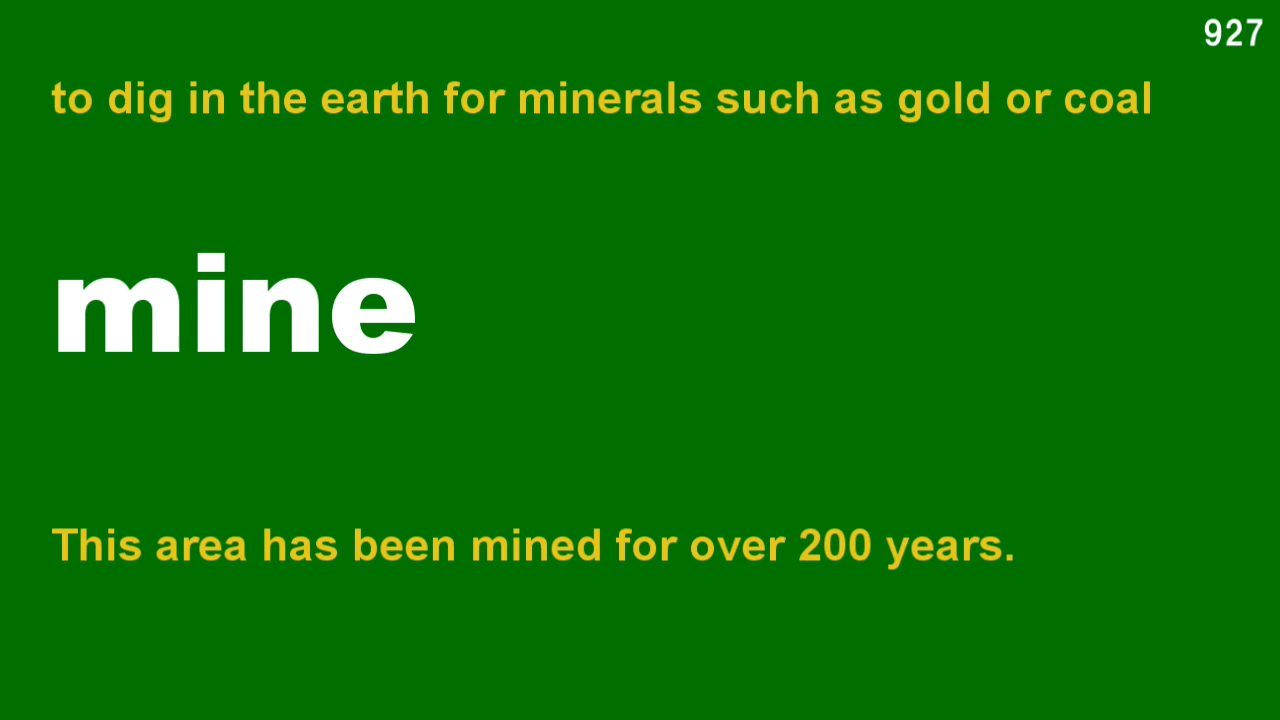 927
to dig in the earth for minerals such as gold or coal
mine
This area has been mined for over 200 years.